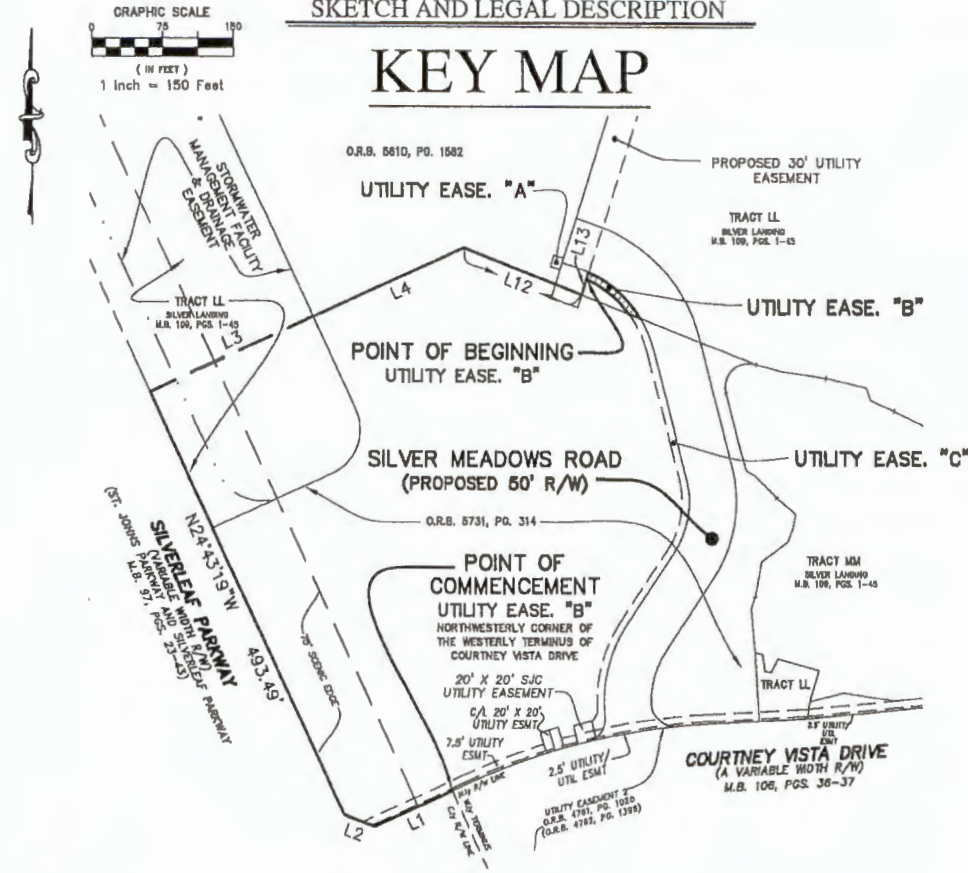 SKETCH AND LEGAL DESCRIPTION
KEY MAP
GRAPHIC SCALE
0 75 150
( IN FEET )
1 inch = 150 Feet
STORMWATER
MANAGEMENT FACILITY
& DRAINAGE
EASEMENT
O.R.B. 5610, PG. 1582
UTILITY EASE. "A"
PROPOSED 30' UTILITY
EASEMENT
TRACT LL
SILVER LANDING
M.B. 109, PGS. 1-45
L13
L12
L4
L3
TRACT LL
SILVER LANDING
M.B. 109, PGS. 1-45
UTILITY EASE. "B"
POINT OF BEGINNING
UTILITY EASE. "B"
SILVER MEADOWS ROAD
(PROPOSED 50' R/W)
UTILITY EASE. "C"
O.R.B. 5731, PG. 314
N24°43'19"W
493.49'
SILVERLEAF PARKWAY
(VARIABLE WIDTH R/W)
(ST. JOHNS PARKWAY AND SILVERLEAF PARKWAY
M.B. 97, PGS. 23-43)
75' SCENIC EDGE
POINT OF
COMMENCEMENT
UTILITY EASE. "B"
NORTHWESTERLY CORNER OF
THE WESTERLY TERMINUS OF
COURTNEY VISTA DRIVE
TRACT MM
SILVER LANDING
M.B. 109, PGS. 1-45
TRACT LL
20' X 20' SJC
UTILITY EASEMENT
C/L 20' X 20'
UTILITY ESMT
7.5' UTILITY
ESMT
2.5' UTILITY
UTIL ESMT
2.5' UTILITY
UTIL
ESMT
COURTNEY VISTA DRIVE
(A VARIABLE WIDTH R/W)
M.B. 106, PGS. 36-37
UTILITY EASEMENT 2
O.R.B. 4761, PG. 1026
(O.R.B. 4782, PG. 1395)
L2
L1
N'ly R/W LINE
W'ly TERMINUS
R/W LINE